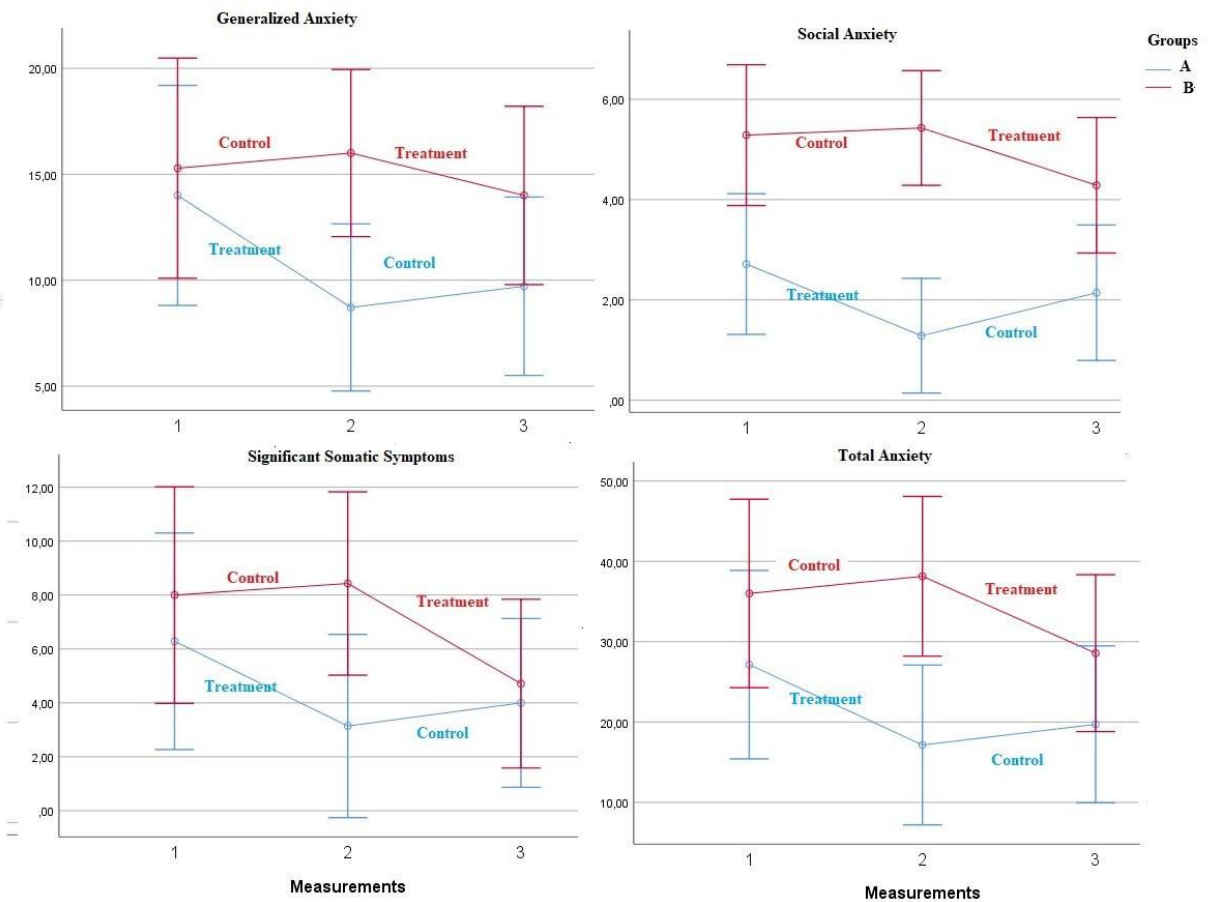 Generalized Anxiety
20,00
15,00
10,00
5,00
Control
Treatment
Treatment
Control
1 2 3
Social Anxiety
6,00
4,00
2,00
,00
Control
Treatment
Treatment
Control
1 2 3
Groups
A
B
Significant Somatic Symptoms
12,00
10,00
8,00
6,00
4,00
2,00
,00
Control
Treatment
Treatment
Control
1 2 3
Measurements
Total Anxiety
50,00
40,00
30,00
20,00
10,00
Control
Treatment
Treatment
Control
1 2 3
Measurements